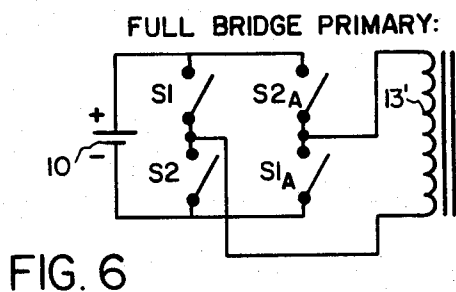 FULL BRIDGE PRIMARY:
S1 S2A 13'
+
10 -
S2 S1A
FIG. 6